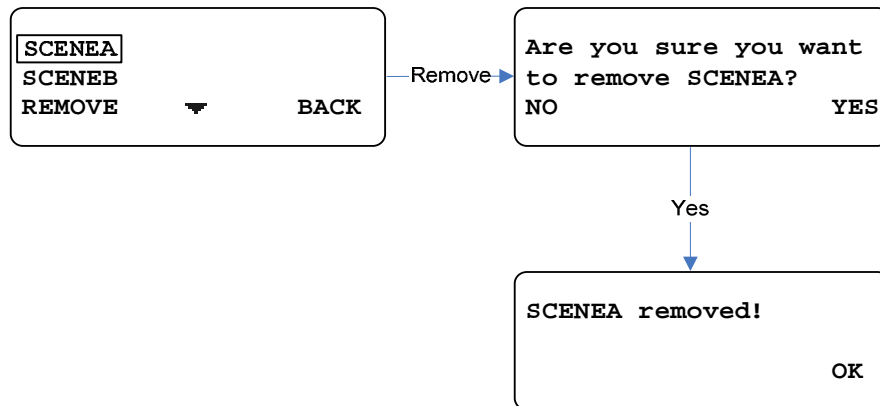 SCENEA
SCENEB
REMOVE BACK
Remove
Are you sure you want
to remove SCENEA?
NO YES
Yes
SCENEA removed!
OK